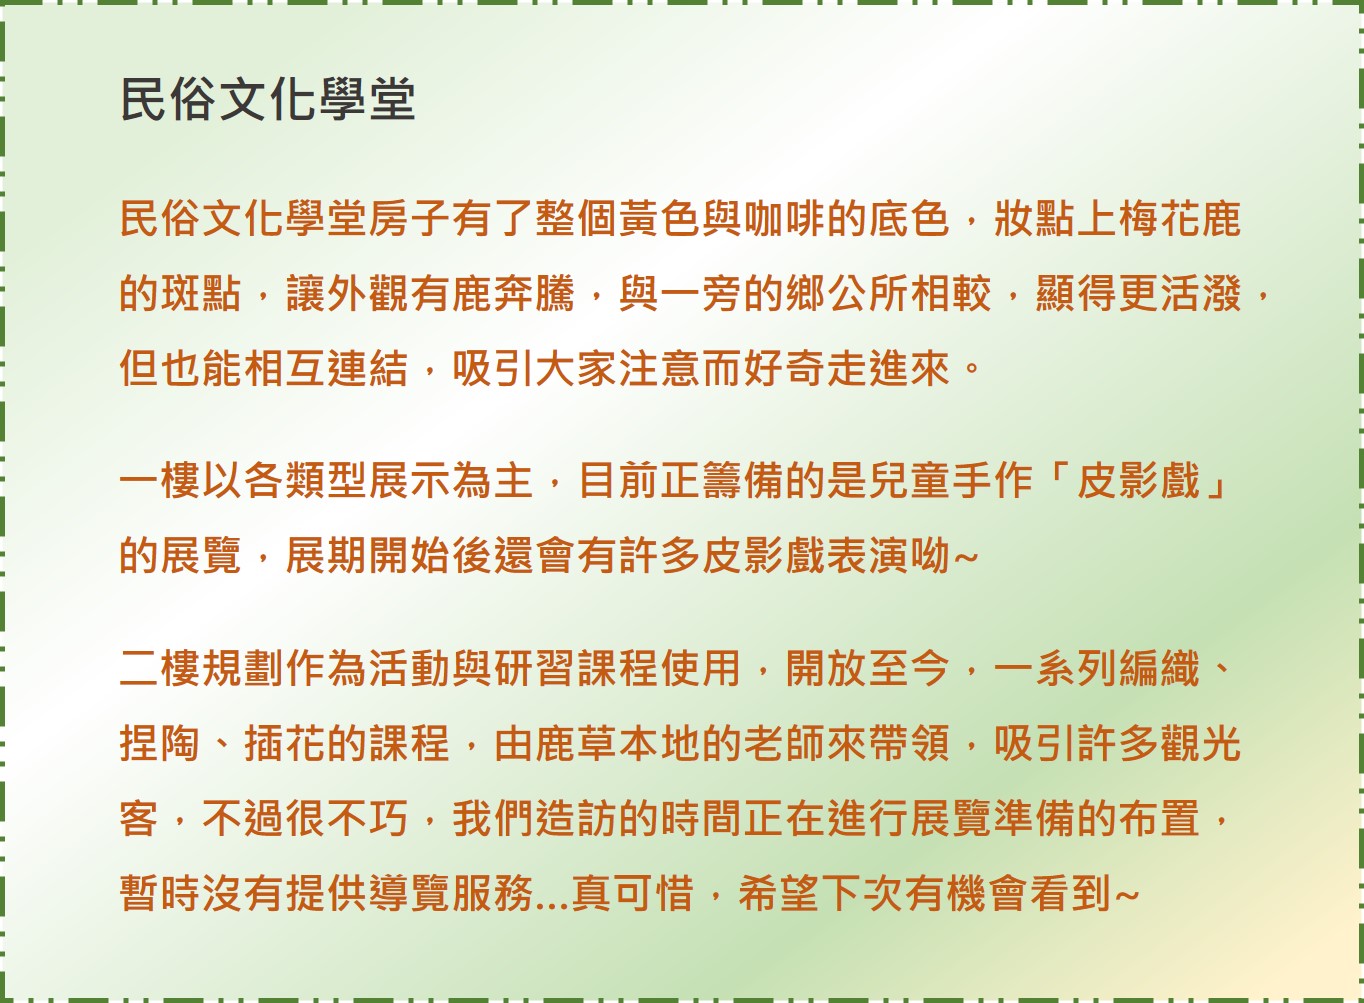 民俗文化學堂
民俗文化學堂房子有了整個黃色與咖啡的底色，妝點上梅花鹿
的斑點，讓外觀有鹿奔騰，與一旁的鄉公所相較，顯得更活潑，
但也能相互連結，吸引大家注意而好奇走進來。
一樓以各類型展示為主，目前正籌備的是兒童手作「皮影戲」
的展覽，展期開始後還會有許多皮影戲表演呦~
二樓規劃作為活動與研習課程使用，開放至今，一系列編織、
捏陶、插花的課程，由鹿草本地的老師來帶領，吸引許多觀光
客，不過很不巧，我們造訪的時間正在進行展覽準備的布置，
暫時沒有提供導覽服務...真可惜，希望下次有機會看到~